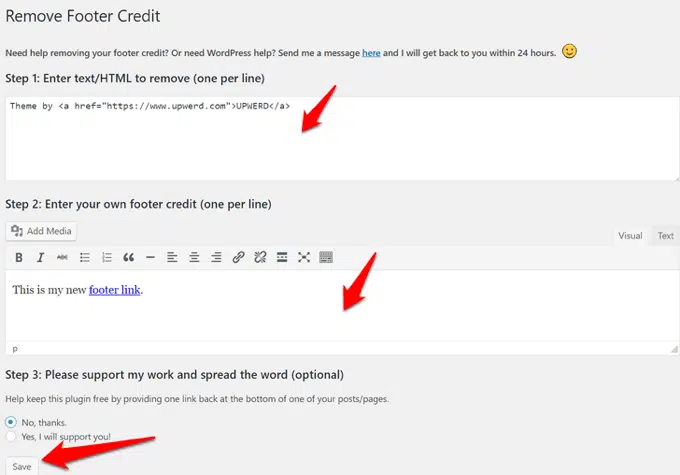 Remove Footer Credit
Need help removing your footer credit? Or need WordPress help? Send me a message here and I will get back to you within 24 hours.
Step 1: Enter text/HTML to remove (one per line)
Theme by <a href="https://www.upwerd.com">UPWERD</a>
Step 2: Enter your own footer credit (one per line)
Add Media
Visual Text
B I ABC
This is my new footer link.
p
Step 3: Please support my work and spread the word (optional)
Help keep this plugin free by providing one link back at the bottom of one of your posts/pages.
No, thanks.
Yes, I will support you!
Save